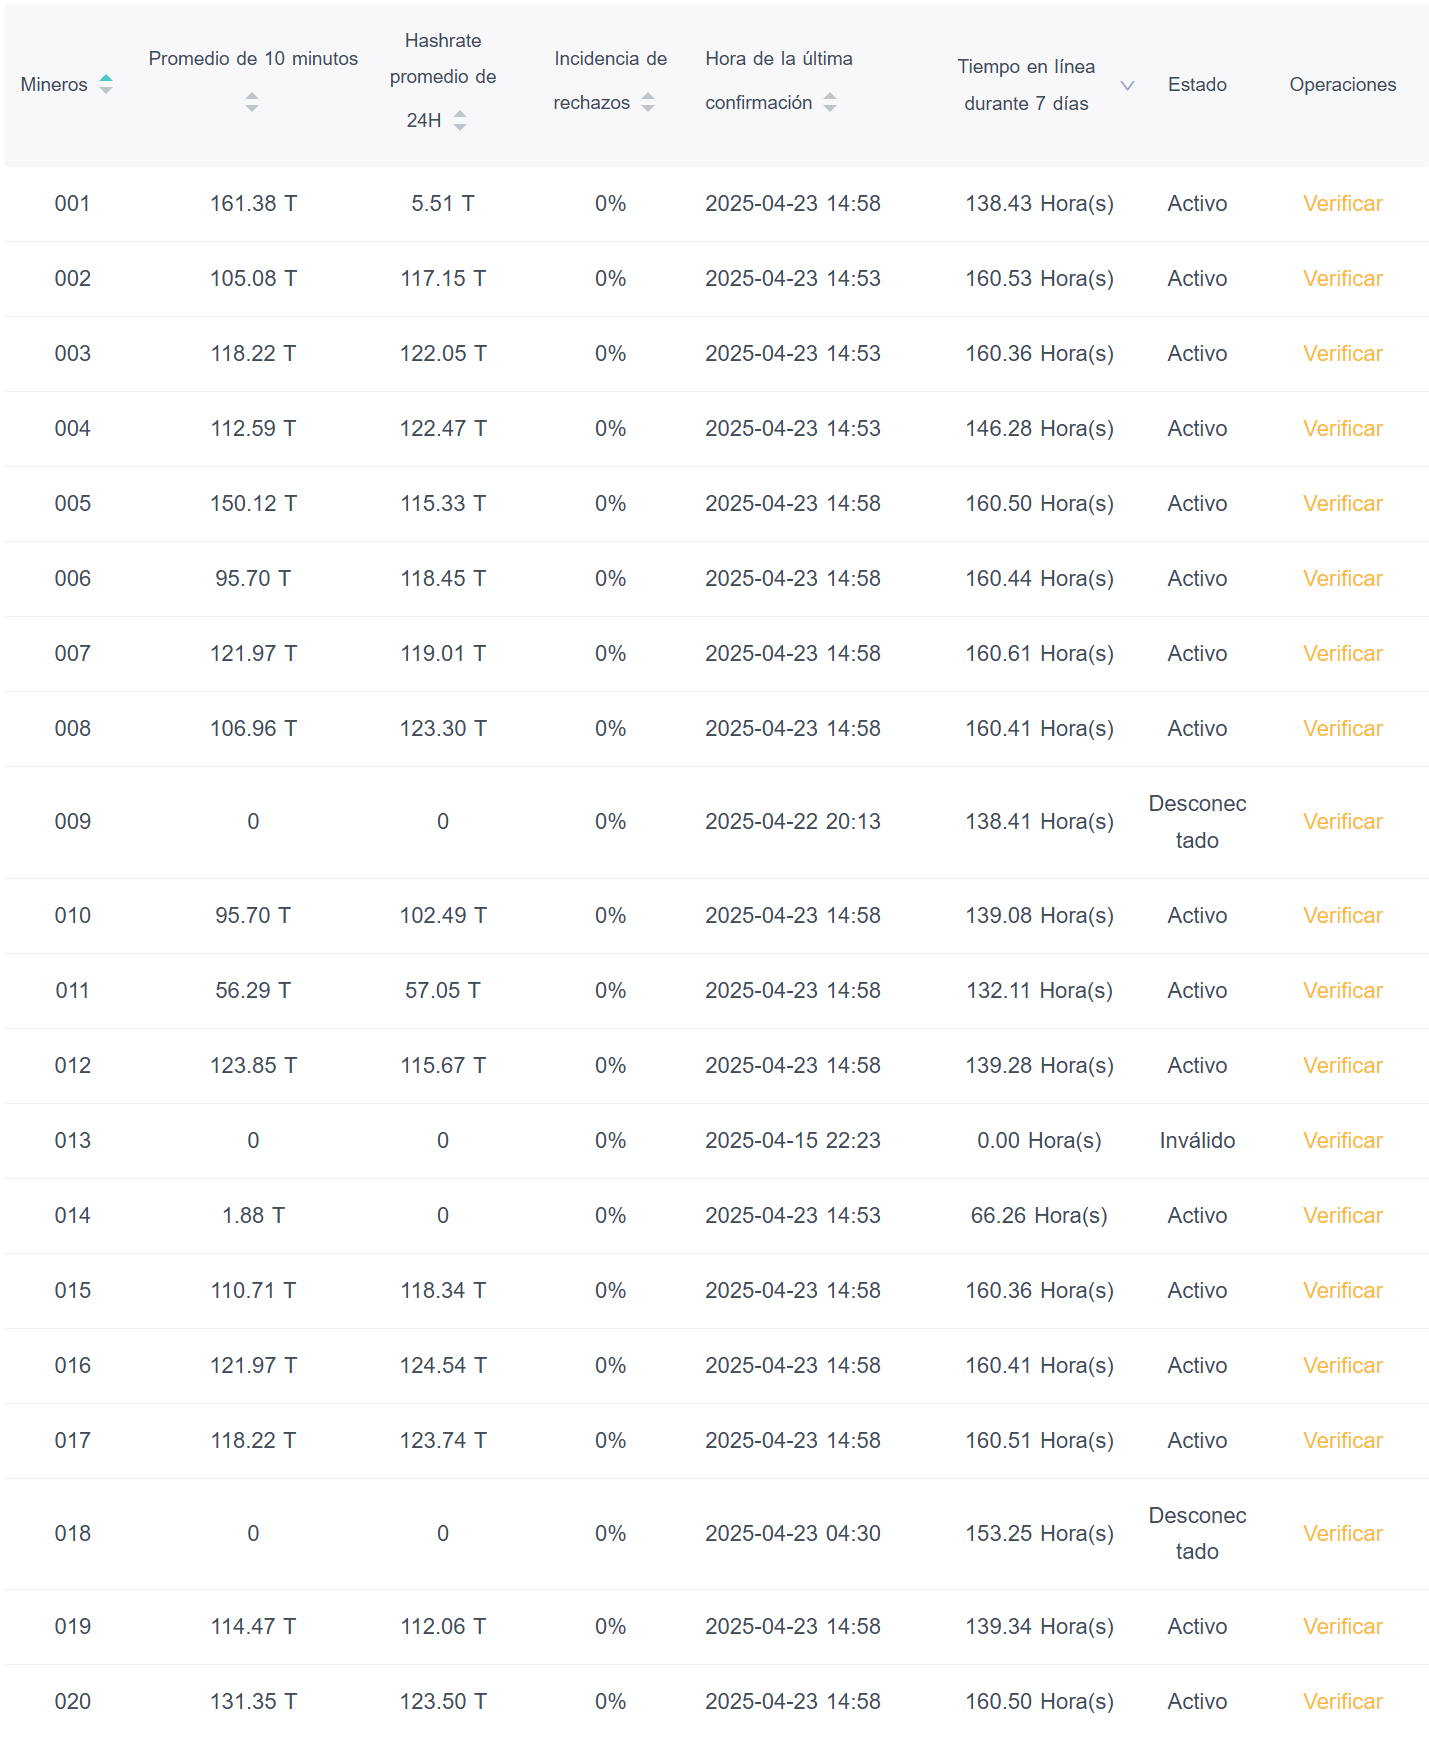 Mineros
Promedio de 10 minutos
Hashrate
promedio de
24H
Incidencia de
rechazos
Hora de la última
confirmación
Tiempo en línea
durante 7 días
Estado
Operaciones
001 161.38 T 5.51 T 0% 2025-04-23 14:58 138.43 Hora(s) Activo Verificar
002 105.08 T 117.15 T 0% 2025-04-23 14:53 160.53 Hora(s) Activo Verificar
003 118.22 T 122.05 T 0% 2025-04-23 14:53 160.36 Hora(s) Activo Verificar
004 112.59 T 122.47 T 0% 2025-04-23 14:53 146.28 Hora(s) Activo Verificar
005 150.12 T 115.33 T 0% 2025-04-23 14:58 160.50 Hora(s) Activo Verificar
006 95.70 T 118.45 T 0% 2025-04-23 14:58 160.44 Hora(s) Activo Verificar
007 121.97 T 119.01 T 0% 2025-04-23 14:58 160.61 Hora(s) Activo Verificar
008 106.96 T 123.30 T 0% 2025-04-23 14:58 160.41 Hora(s) Activo Verificar
009 0 0 0% 2025-04-22 20:13 138.41 Hora(s) Desconec
tado Verificar
010 95.70 T 102.49 T 0% 2025-04-23 14:58 139.08 Hora(s) Activo Verificar
011 56.29 T 57.05 T 0% 2025-04-23 14:58 132.11 Hora(s) Activo Verificar
012 123.85 T 115.67 T 0% 2025-04-23 14:58 139.28 Hora(s) Activo Verificar
013 0 0 0% 2025-04-15 22:23 0.00 Hora(s) Inválido Verificar
014 1.88 T 0 0% 2025-04-23 14:53 66.26 Hora(s) Activo Verificar
015 110.71 T 118.34 T 0% 2025-04-23 14:58 160.36 Hora(s) Activo Verificar
016 121.97 T 124.54 T 0% 2025-04-23 14:58 160.41 Hora(s) Activo Verificar
017 118.22 T 123.74 T 0% 2025-04-23 14:58 160.51 Hora(s) Activo Verificar
018 0 0 0% 2025-04-23 04:30 153.25 Hora(s) Desconec
tado Verificar
019 114.47 T 112.06 T 0% 2025-04-23 14:58 139.34 Hora(s) Activo Verificar
020 131.35 T 123.50 T 0% 2025-04-23 14:58 160.50 Hora(s) Activo Verificar